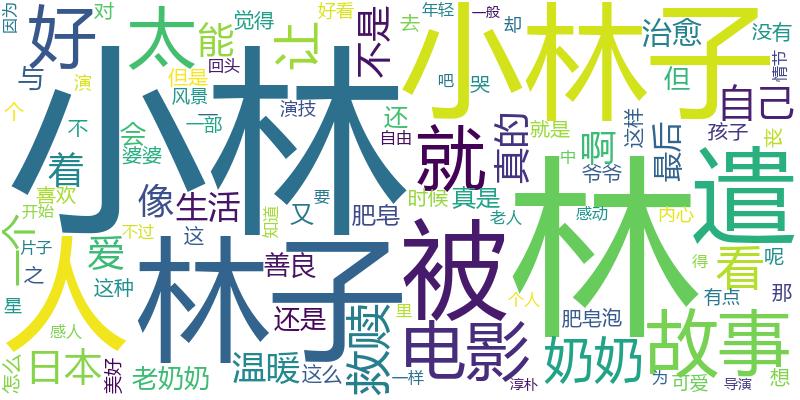 因为
对
好
太
能
觉得
让
不是
好看
年轻
一般
去
却
治愈
没有
与
是
但是
回头
小林子
吧
哭
但
情节
个
演
风景
演技
还
自己
小林
一部
自由
就
真的
就是
这样
不
会
婆婆
啊
最后
孩子
丧
着
像
生活
又
要
肥皂
时候
真是
中
爷爷
林
遣
喜欢
开始
这
知道
老人
感动
内心
一个
不过
人
爱
林子
善良
被
看
得
呢
片子
之
这种
还是
救赎
里
个人
有点
那
星
感人
电影
肥皂泡
故事
怎么
日本
美好
老奶奶
温暖
这么
一样
淳朴
奶奶
为
可爱
导演
想